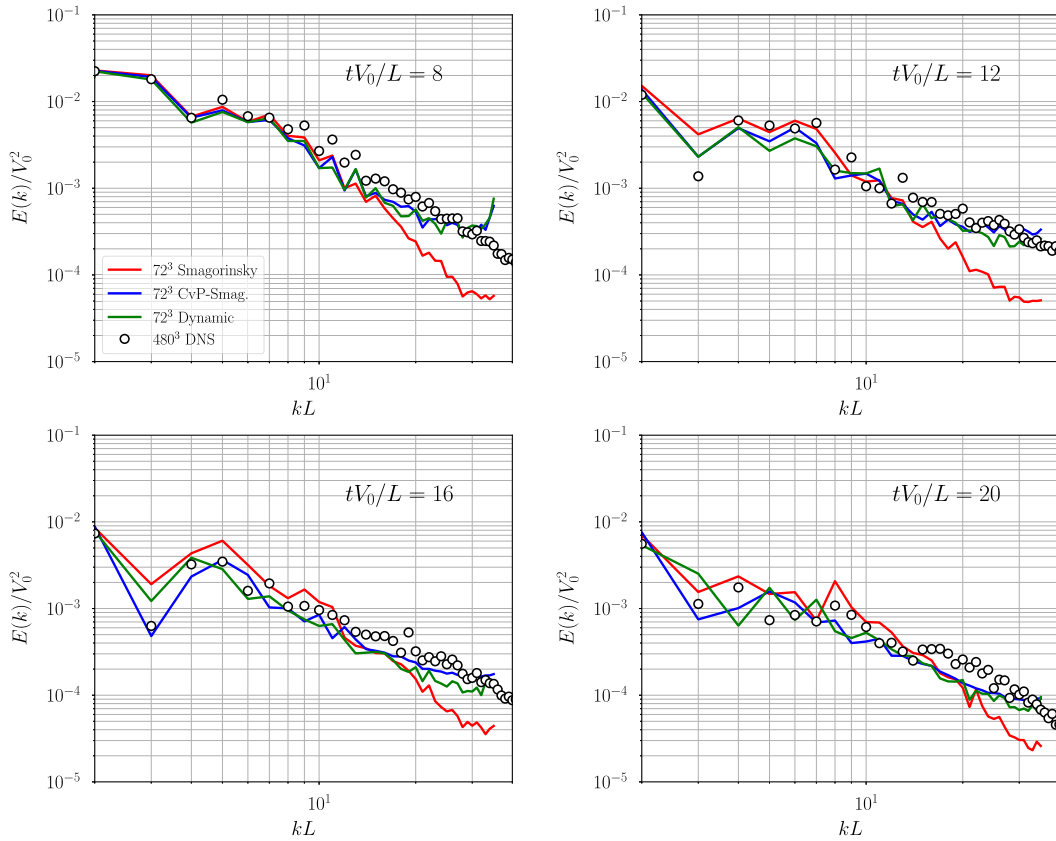 10^{-1}
10^{-2}
10^{-3}
10^{-4}
10^{-5}
E(k)/V_0^2
tV_0/L = 8
72^3 Smagorinsky
72^3 CvP-Smag.
72^3 Dynamic
480^3 DNS
10^1
kL
10^{-1}
10^{-2}
10^{-3}
10^{-4}
10^{-5}
E(k)/V_0^2
tV_0/L = 12
10^1
kL
10^{-1}
10^{-2}
10^{-3}
10^{-4}
10^{-5}
E(k)/V_0^2
tV_0/L = 16
10^1
kL
10^{-1}
10^{-2}
10^{-3}
10^{-4}
10^{-5}
E(k)/V_0^2
tV_0/L = 20
10^1
kL